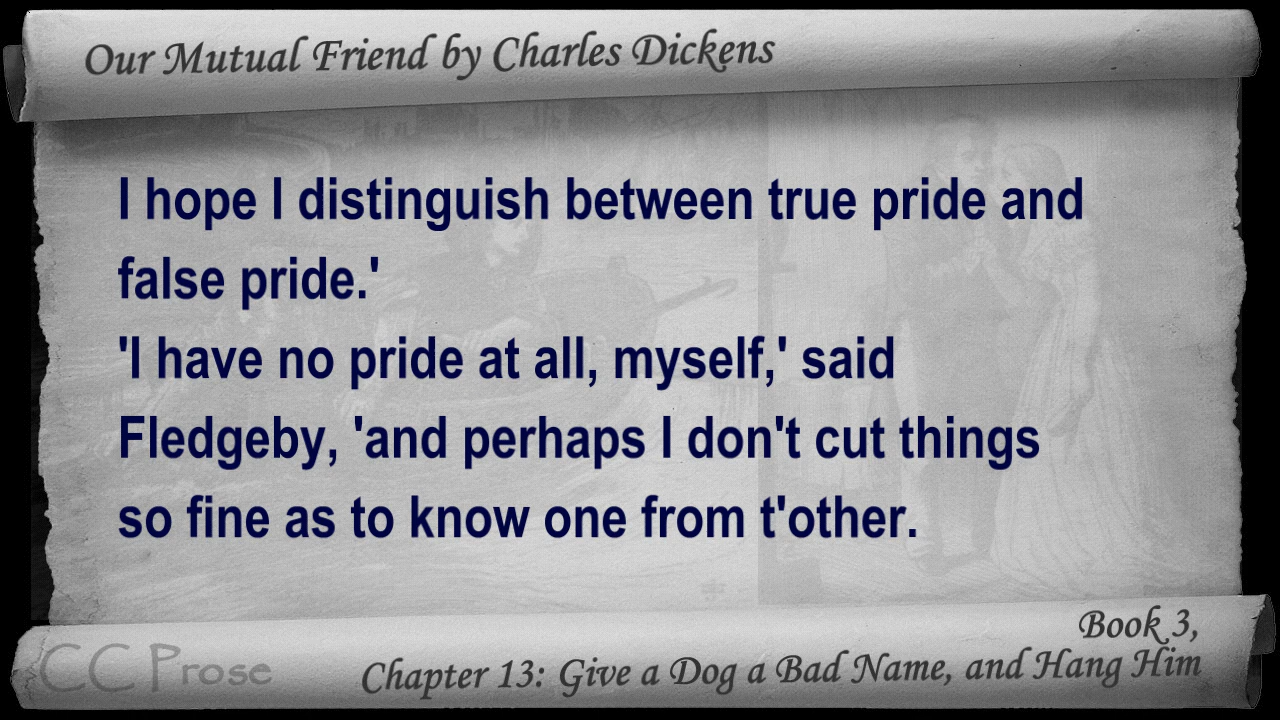 Our Mutual Friend by Charles Dickens
I hope I distinguish between true pride and
false pride.'
'I have no pride at all, myself,' said
Fledgeby, 'and perhaps I don't cut things
so fine as to know one from t'other.
Book 3,
Chapter 13: Give a Dog a Bad Name, and Hang Him
CC Prose